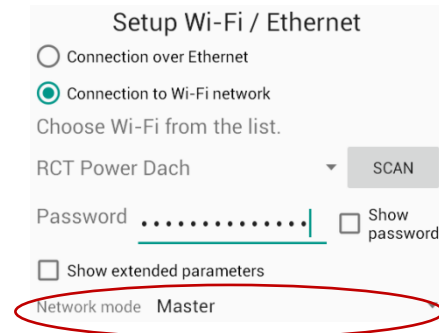 Setup Wi-Fi / Ethernet
Connection over Ethernet
Connection to Wi-Fi network
Choose Wi-Fi from the list.
RCT Power Dach SCAN
Password •••••••••••••• Show password
Show extended parameters
Network mode Master